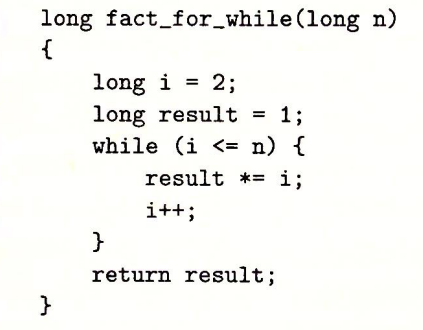 long fact_for_while(long n)
{
    long i = 2;
    long result = 1;
    while (i <= n) {
        result *= i;
        i++;
    }
    return result;
}